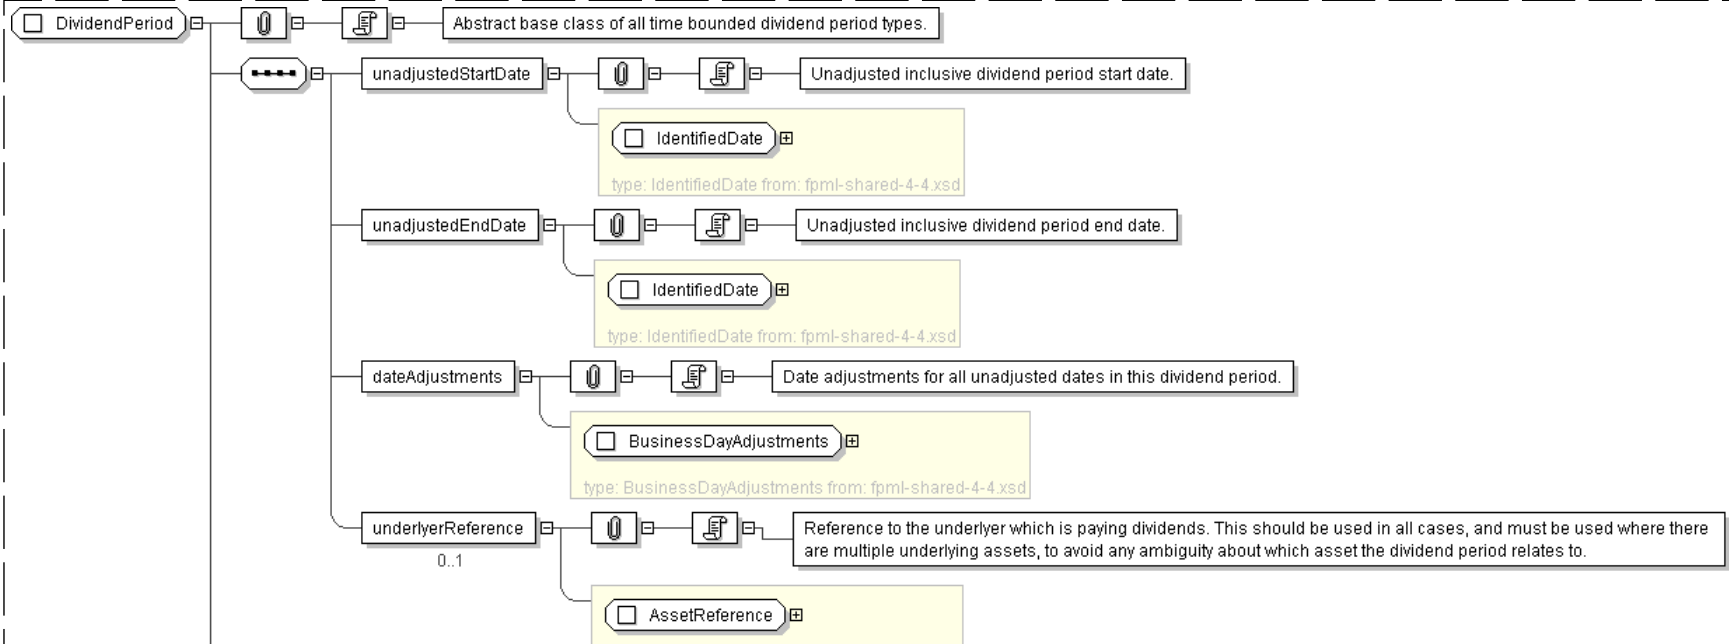 DividendPeriod
Abstract base class of all time bounded dividend period types.
unadjustedStartDate
Unadjusted inclusive dividend period start date.
IdentifiedDate
type: IdentifiedDate from: fpml-shared-4-4.xsd
unadjustedEndDate
Unadjusted inclusive dividend period end date.
IdentifiedDate
type: IdentifiedDate from: fpml-shared-4-4.xsd
dateAdjustments
Date adjustments for all unadjusted dates in this dividend period.
BusinessDayAdjustments
type: BusinessDayAdjustments from: fpml-shared-4-4.xsd
underlyerReference
0..1
Reference to the underlyer which is paying dividends. This should be used in all cases, and must be used where there
are multiple underlying assets, to avoid any ambiguity about which asset the dividend period relates to.
AssetReference